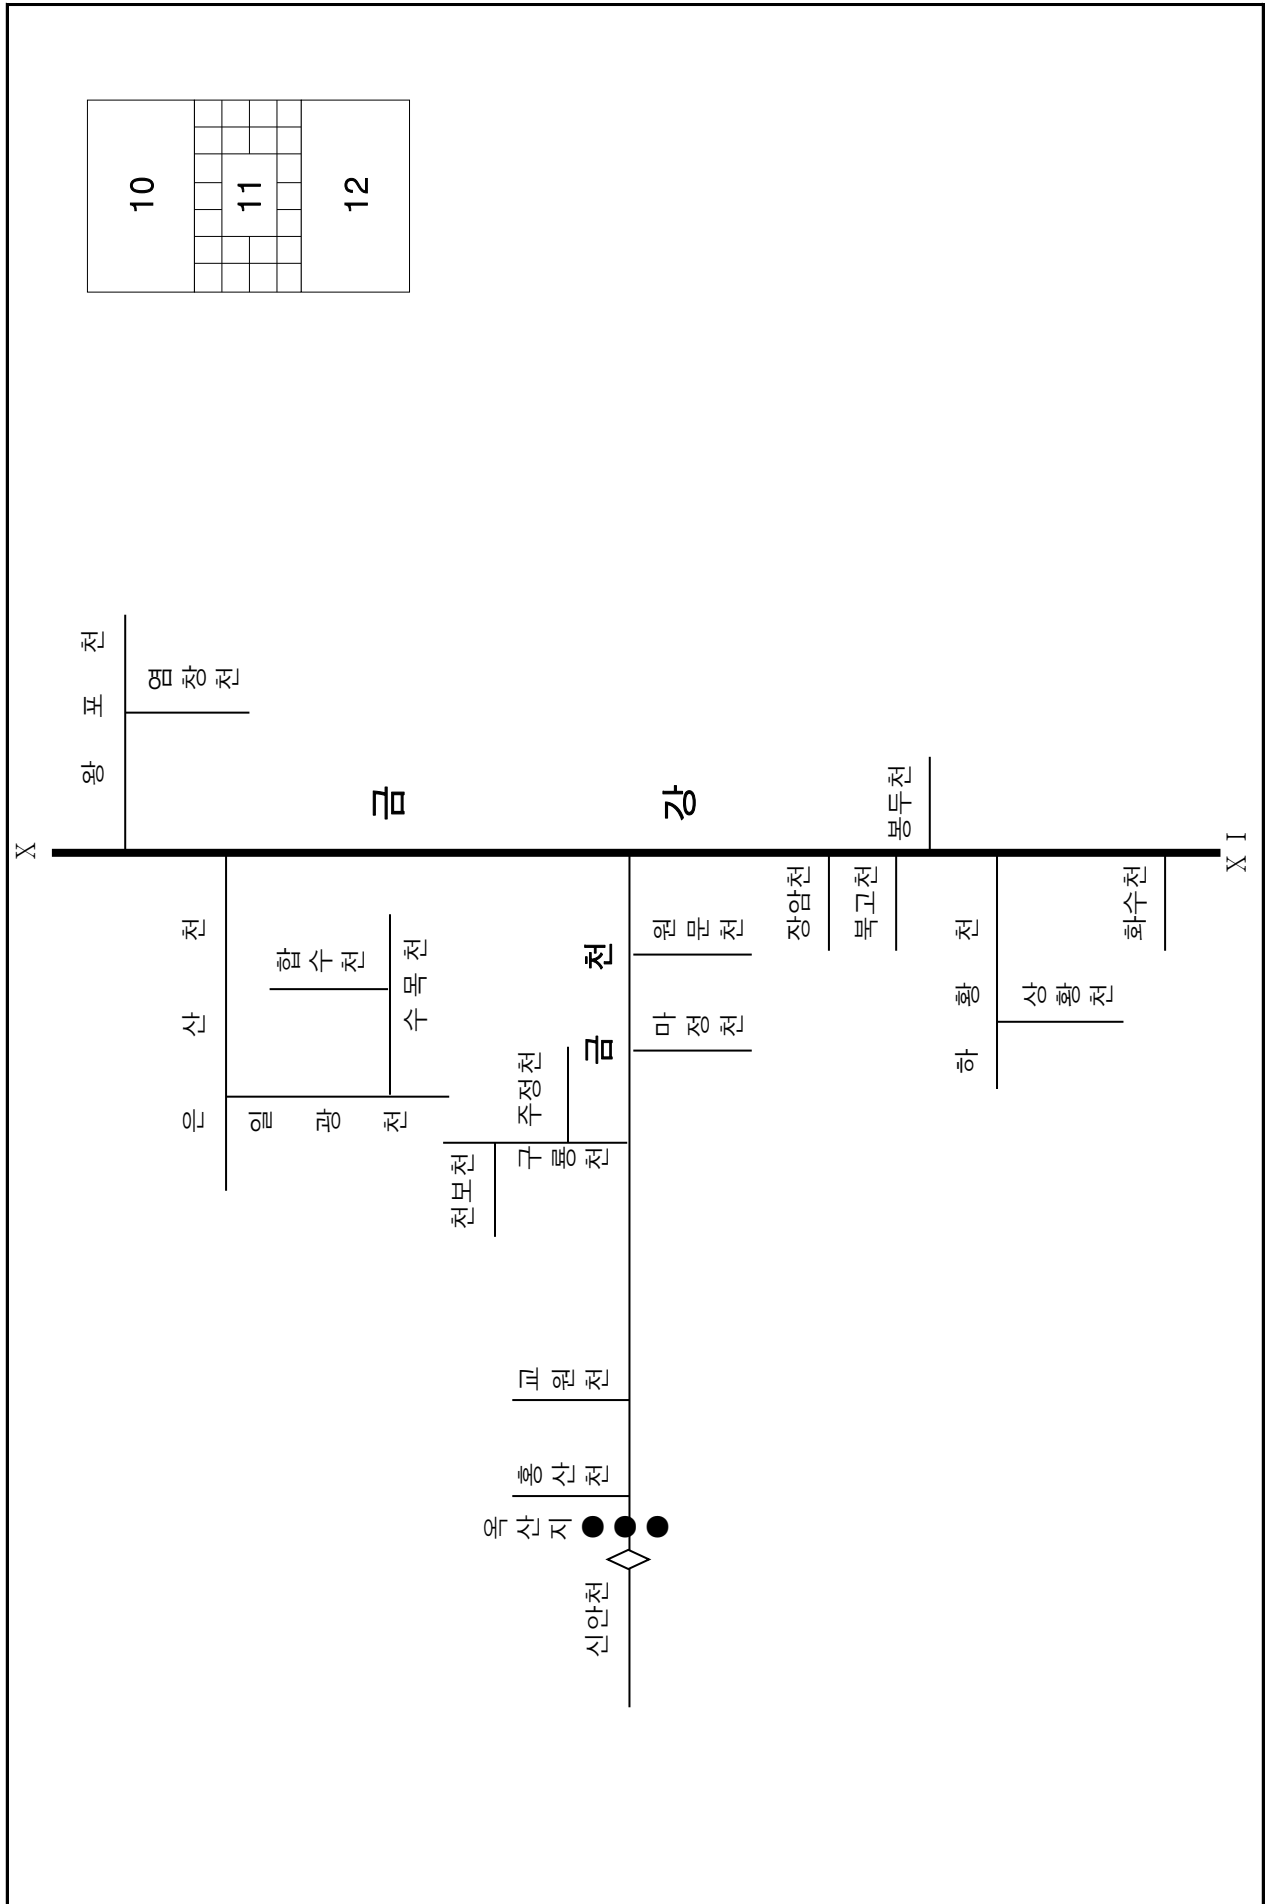 10
11
12
왕포천
염창천
금강
봉두천
X
XI
은산천
합수천
수목천
일광천
금천
원문천
마정천
장암천
북고천
하황천
상황천
화수천
주정천
구룡천
천보천
교원천
홍산천
옥산지
신안천